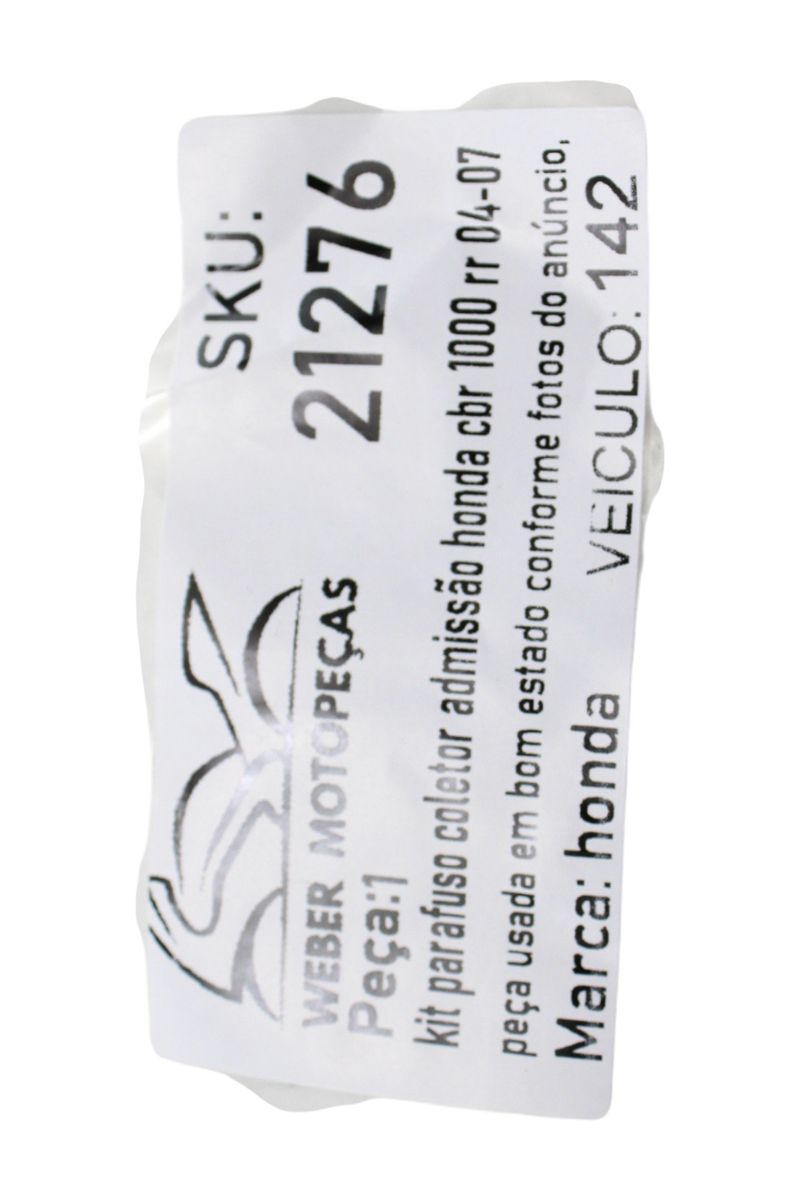 SKU:
21276
WEBER MOTOPEÇAS
Peça:1
kit parafuso coletor admissão honda cbr 1000 rr 04-07
peça usada em bom estado conforme fotos do anúncio,
Marca: honda VEICULO: 142